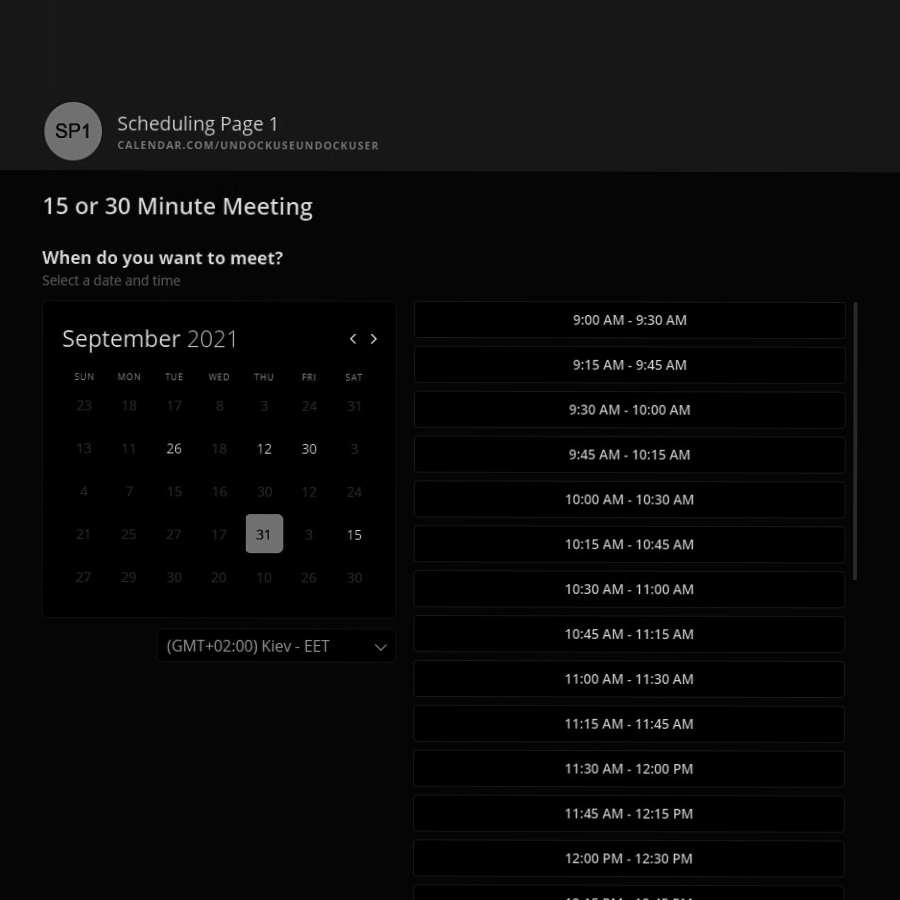 SP1
Scheduling Page 1
CALENDAR.COM/UNDOCKUSEUNDOCKUSER
15 or 30 Minute Meeting
When do you want to meet?
Select a date and time
September 2021
SUN MON TUE WED THU FRI SAT
23 18 17 8 3 24 31
13 11 26 18 12 30 3
4 7 15 16 30 12 24
21 25 27 17 31 3 15
27 29 30 20 10 26 30
(GMT+02:00) Kiev - EET
9:00 AM - 9:30 AM
9:15 AM - 9:45 AM
9:30 AM - 10:00 AM
9:45 AM - 10:15 AM
10:00 AM - 10:30 AM
10:15 AM - 10:45 AM
10:30 AM - 11:00 AM
10:45 AM - 11:15 AM
11:00 AM - 11:30 AM
11:15 AM - 11:45 AM
11:30 AM - 12:00 PM
11:45 AM - 12:15 PM
12:00 PM - 12:30 PM